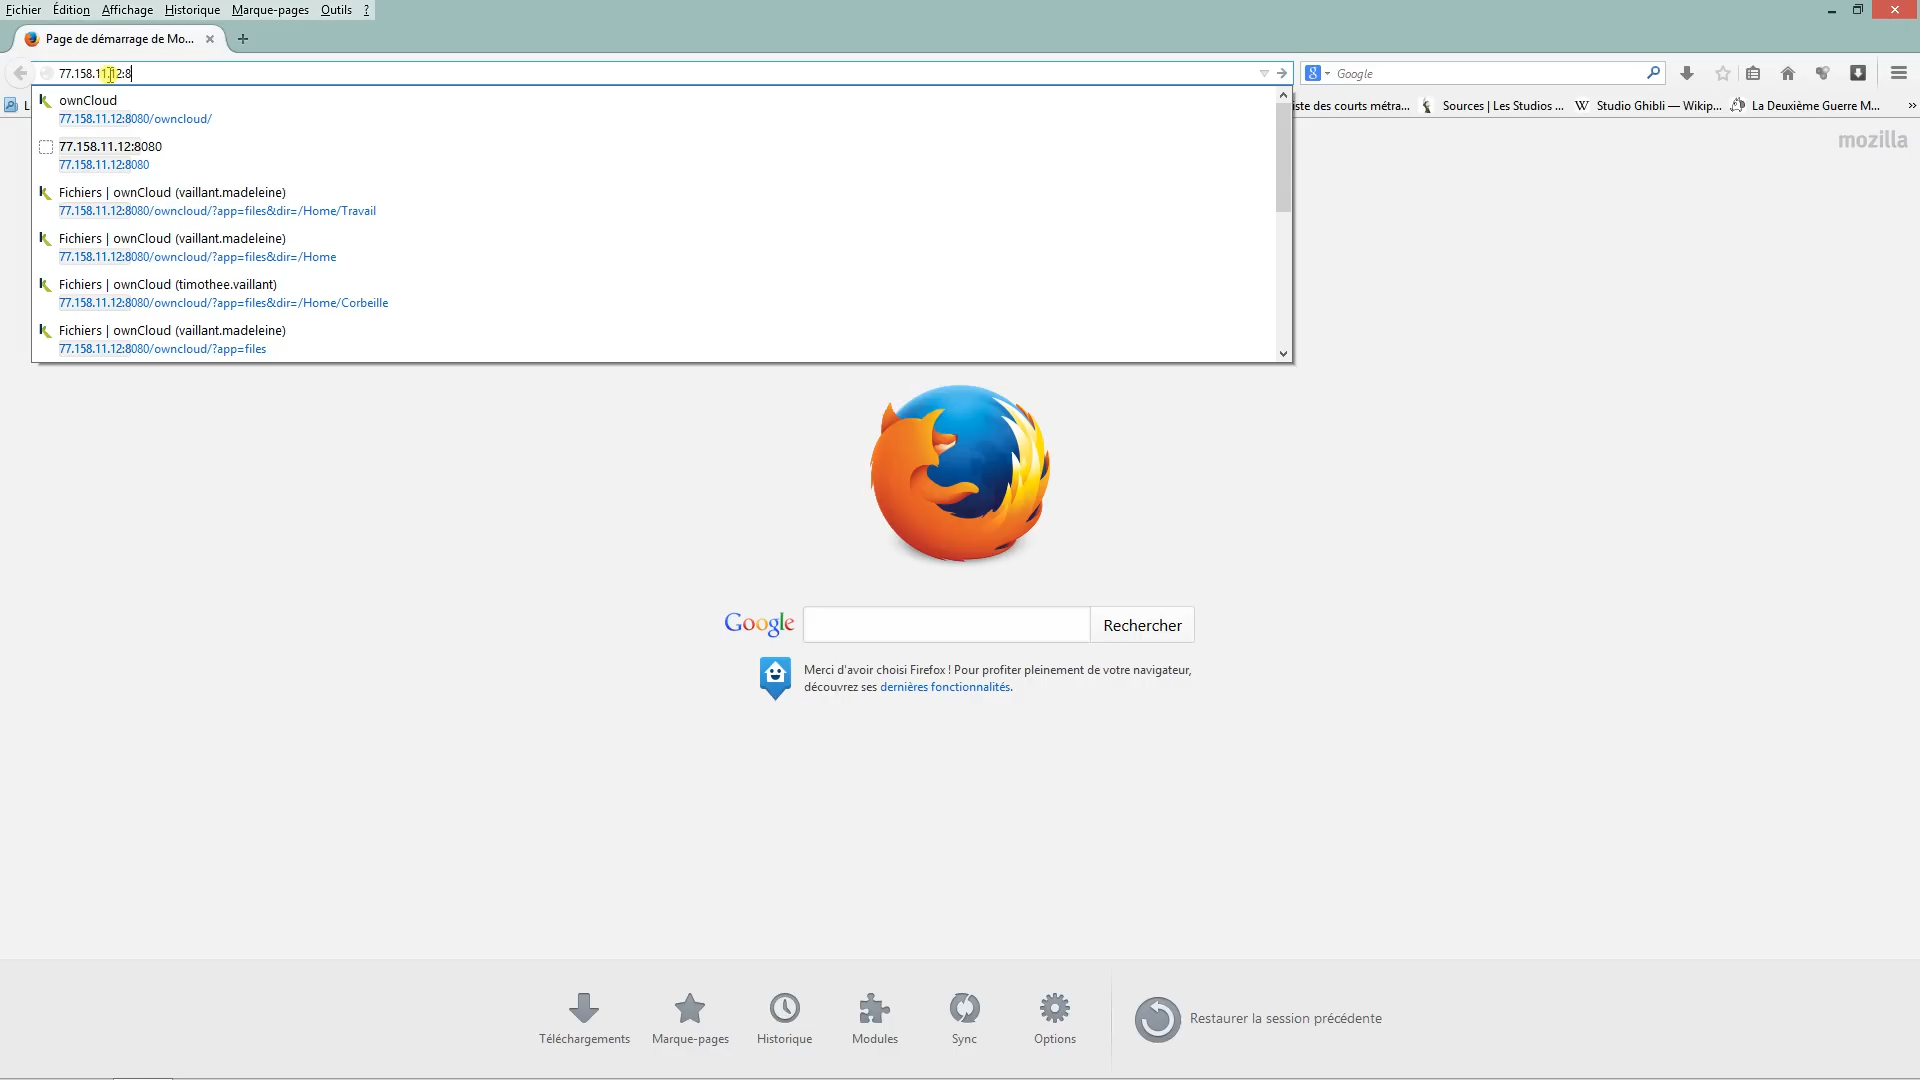 Fichier Édition Affichage Historique Marque-pages Outils ?
Page de démarrage de Mo...
77.158.11.12:8
Google
ownCloud
77.158.11.12:8080/owncloud/
77.158.11.12:8080
77.158.11.12:8080
Fichiers | ownCloud (vaillant.madeleine)
77.158.11.12:8080/owncloud/?app=files&dir=/Home/Travail
Fichiers | ownCloud (vaillant.madeleine)
77.158.11.12:8080/owncloud/?app=files&dir=/Home
Fichiers | ownCloud (timothee.vaillant)
77.158.11.12:8080/owncloud/?app=files&dir=/Home/Corbeille
Fichiers | ownCloud (vaillant.madeleine)
77.158.11.12:8080/owncloud/?app=files
L
iste des courts métra... Sources | Les Studios ... W Studio Ghibli — Wikip... La Deuxième Guerre M... »
mozilla
Google Rechercher
Merci d'avoir choisi Firefox ! Pour profiter pleinement de votre navigateur,
découvrez ses dernières fonctionnalités.
Téléchargements Marque-pages Historique Modules Sync Options Restaurer la session précédente